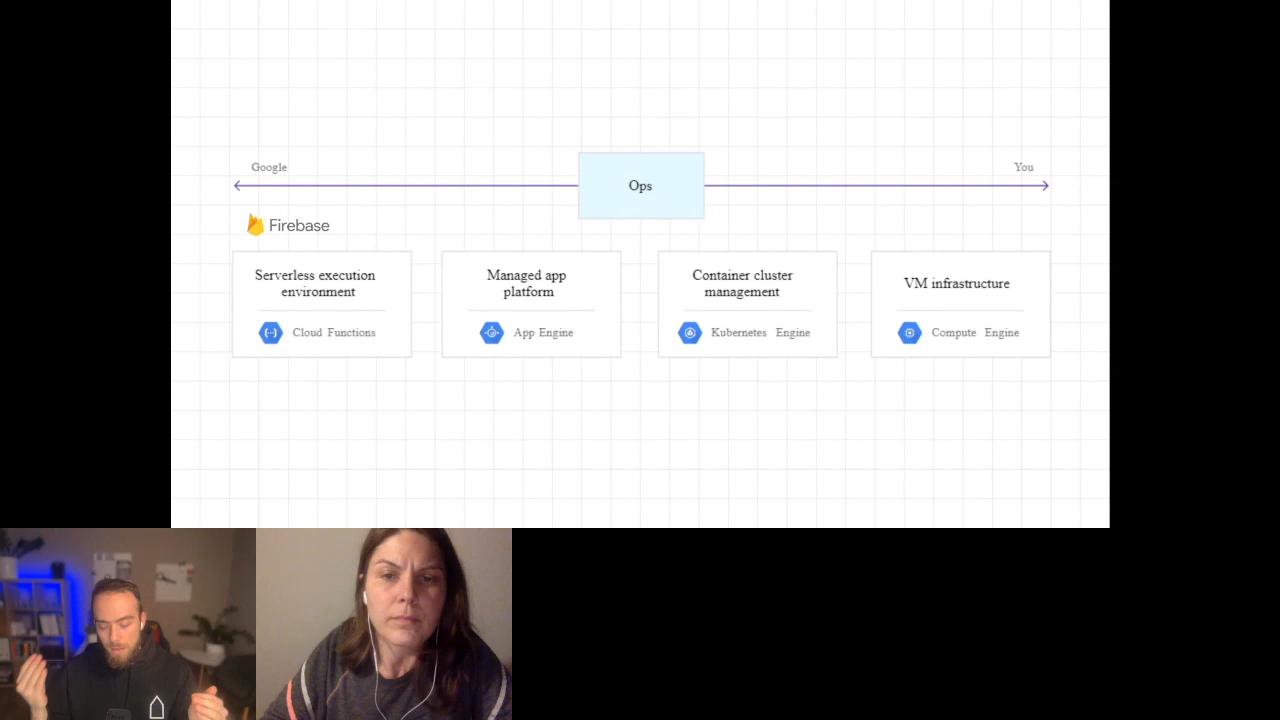 Google
You
Ops
Firebase
Serverless execution
environment
Cloud Functions
Managed app
platform
App Engine
Container cluster
management
Kubernetes Engine
VM infrastructure
Compute Engine